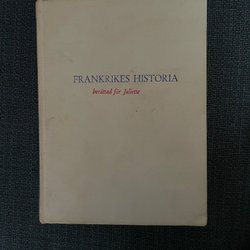 FRANKRIKES HISTORIA
berättad för Juliette